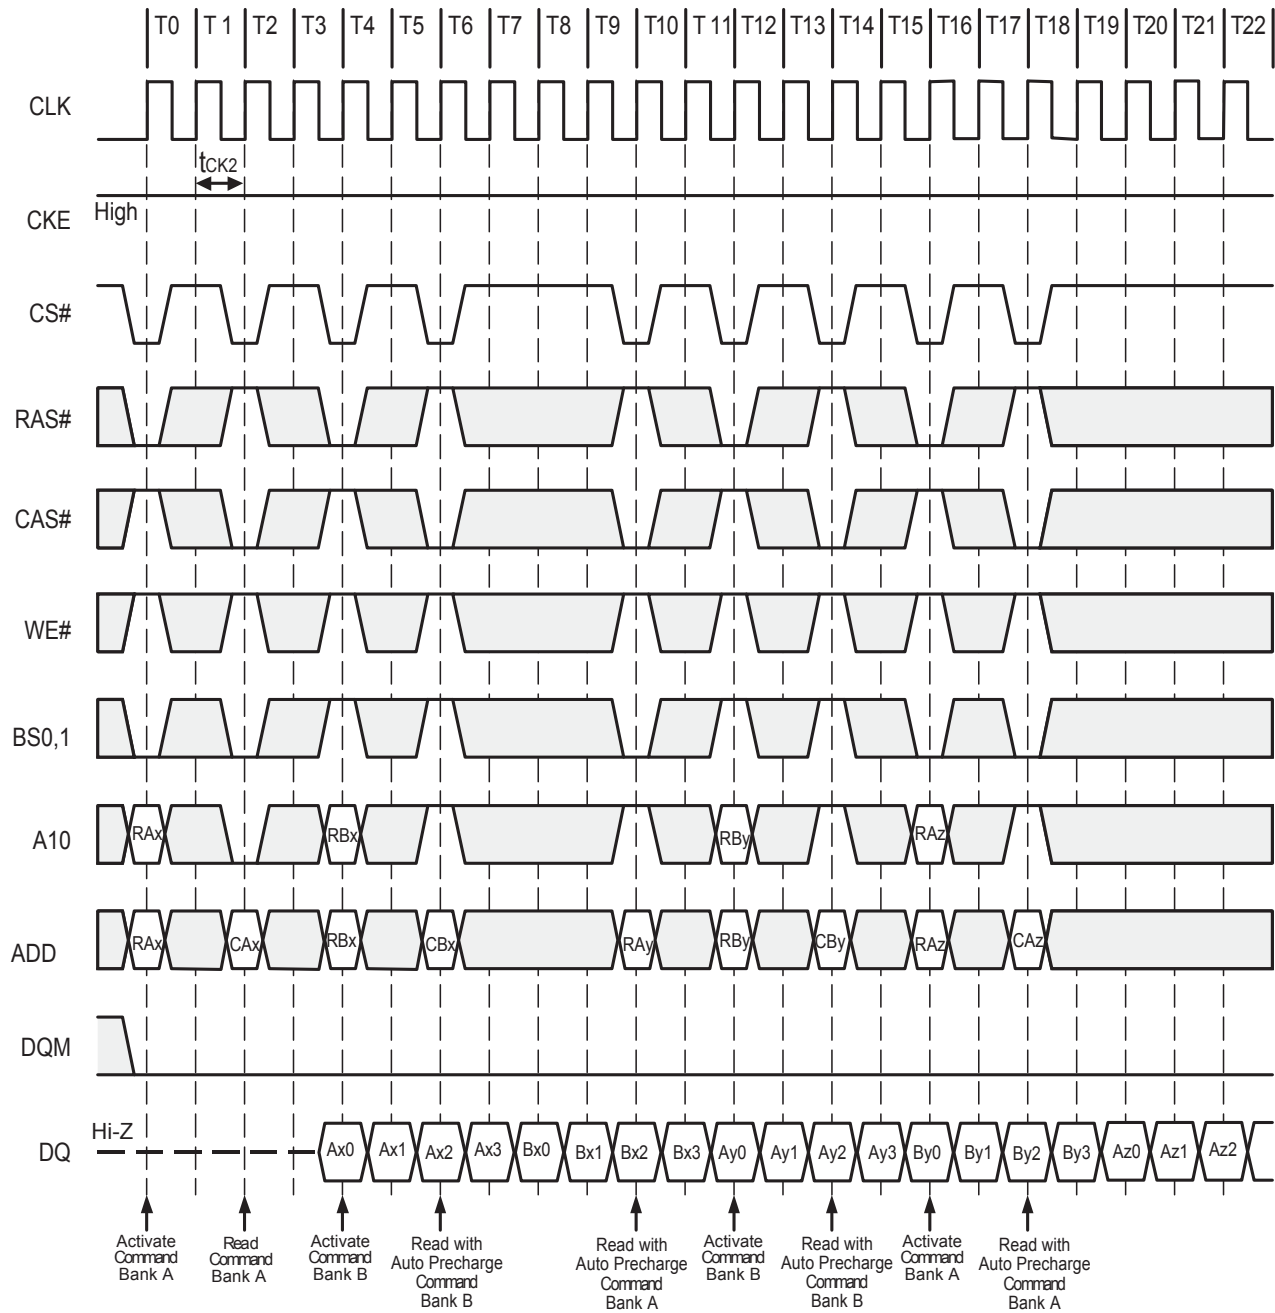 T0 T 1 T2 T3 T4 T5 T6 T7 T8 T9 T10 T 11 T12 T13 T14 T15 T16 T17 T18 T19 T20 T21 T22
CLK
tCK2
High
CKE
CS#
RAS#
CAS#
WE#
BS0,1
A10 RAx RBx RBy RAz
ADD RAx CAx RBx CBx RAy RBy CBy RAz CAz
DQM
Hi-Z
DQ Ax0 Ax1 Ax2 Ax3 Bx0 Bx1 Bx2 Bx3 Ay0 Ay1 Ay2 Ay3 By0 By1 By2 By3 Az0 Az1 Az2
Activate
Command
Bank A
Read
Command
Bank A
Activate
Command
Bank B
Read with
Auto Precharge
Command
Bank B
Read with
Auto Precharge
Command
Bank A
Activate
Command
Bank B
Read with
Auto Precharge
Command
Bank B
Activate
Command
Bank A
Read with
Auto Precharge
Command
Bank A